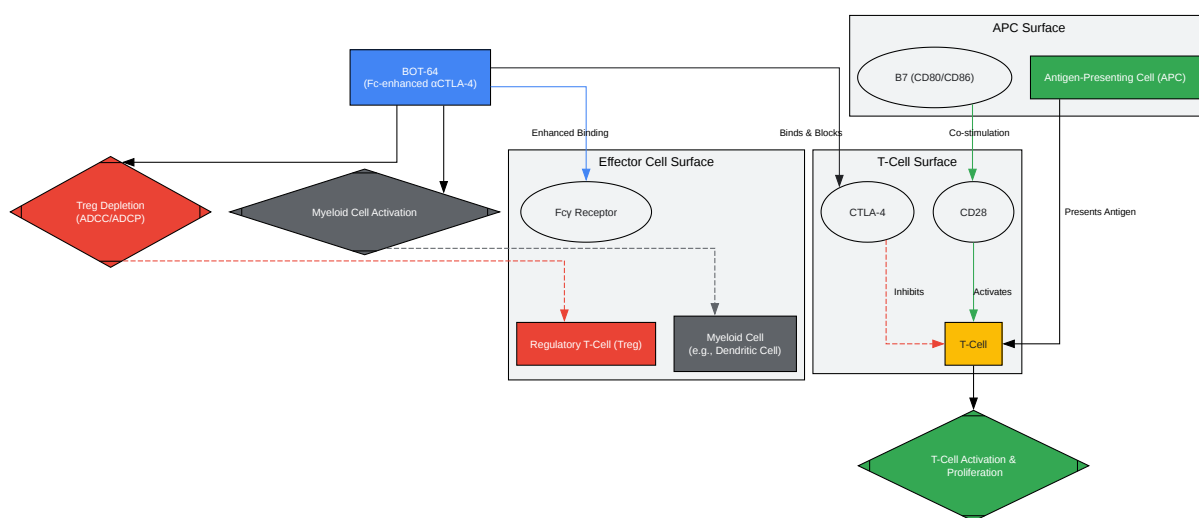 APC Surface
BOT-64
(Fc-enhanced αCTLA-4)
B7 (CD80/CD86)
Antigen-Presenting Cell (APC)
Enhanced Binding
Binds & Blocks
Co-stimulation
Effector Cell Surface
T-Cell Surface
Treg Depletion
(ADCC/ADCP)
Myeloid Cell Activation
Fcγ Receptor
CTLA-4
CD28
Presents Antigen
Inhibits
Activates
Regulatory T-Cell (Treg)
Myeloid Cell
(e.g., Dendritic Cell)
T-Cell
T-Cell Activation &
Proliferation